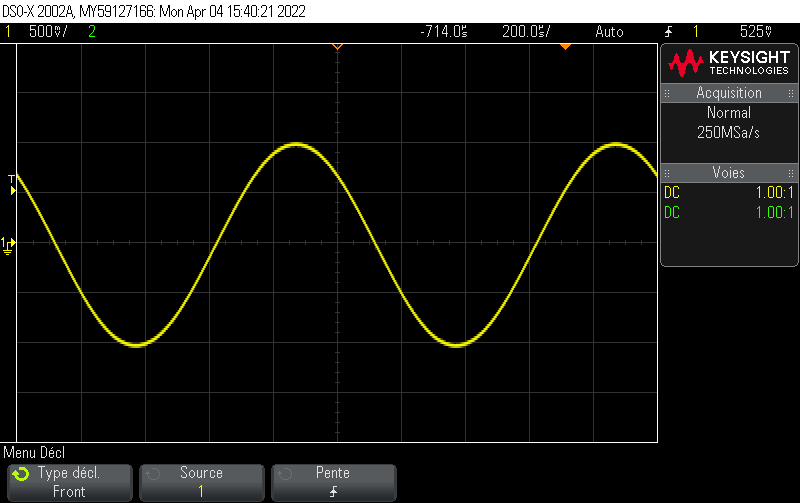 DSO-X 2002A, MY59127166: Mon Apr 04 15:40:21 2022
1 500mV/ 2 -714.0us 200.0us/ Auto 1 525mV
KEYSIGHT
TECHNOLOGIES
Acquisition
Normal
250MSa/s
Voies
DC 1.00:1
DC 1.00:1
T
1
Menu Décl
Type décl.
Front
Source
1
Pente